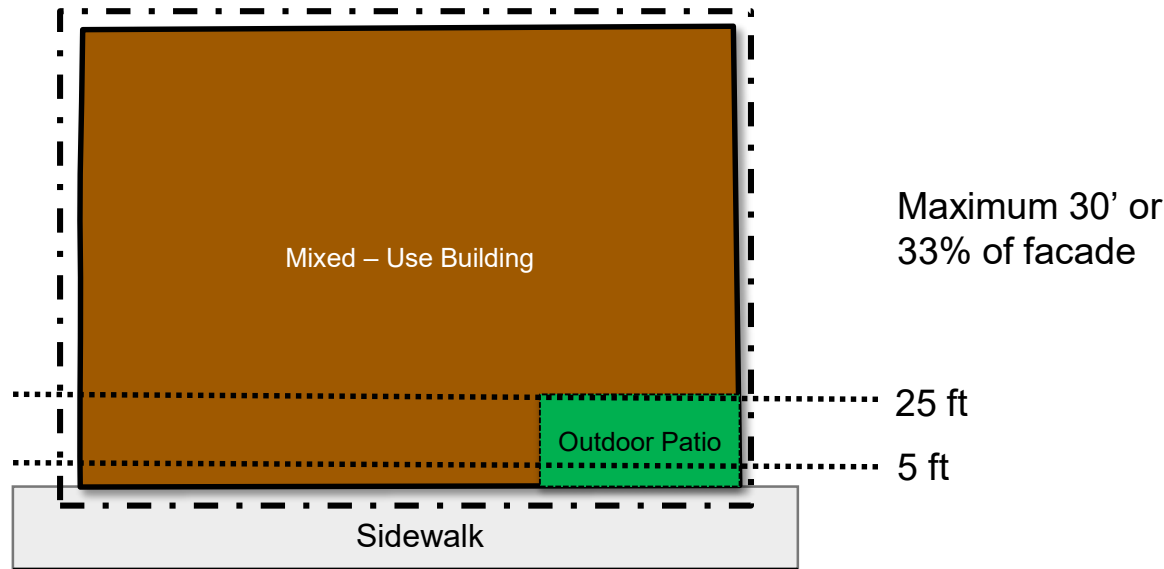 Maximum 30’ or
33% of facade
Mixed – Use Building
25 ft
Outdoor Patio
5 ft
Sidewalk